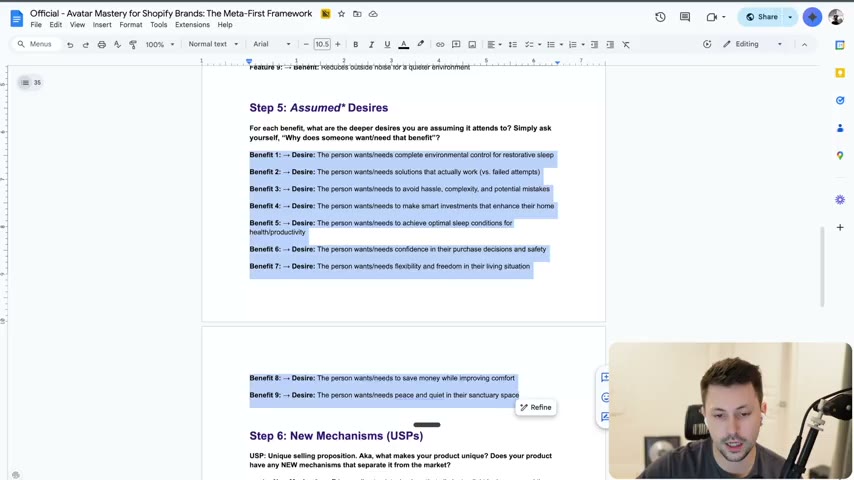 Official - Avatar Mastery for Shopify Brands: The Meta-First Framework
File Edit View Insert Format Tools Extensions Help
Share
Menus 100% Normal text Arial 10.5 Editing
1 1 2 3 4 5 6 7
35
Feature 9: → Benefit: Reduces outside noise for a quieter environment
Step 5: Assumed* Desires
For each benefit, what are the deeper desires you are assuming it attends to? Simply ask
yourself, “Why does someone want/need that benefit”?
Benefit 1: → Desire: The person wants/needs complete environmental control for restorative sleep
Benefit 2: → Desire: The person wants/needs solutions that actually work (vs. failed attempts)
Benefit 3: → Desire: The person wants/needs to avoid hassle, complexity, and potential mistakes
Benefit 4: → Desire: The person wants/needs to make smart investments that enhance their home
Benefit 5: → Desire: The person wants/needs to achieve optimal sleep conditions for
health/productivity
Benefit 6: → Desire: The person wants/needs confidence in their purchase decisions and safety
Benefit 7: → Desire: The person wants/needs flexibility and freedom in their living situation
Benefit 8: → Desire: The person wants/needs to save money while improving comfort
Benefit 9: → Desire: The person wants/needs peace and quiet in their sanctuary space
Refine
Step 6: New Mechanisms (USPs)
USP: Unique selling proposition. Aka, what makes your product unique? Does your product
have any NEW mechanisms that separate it from the market?